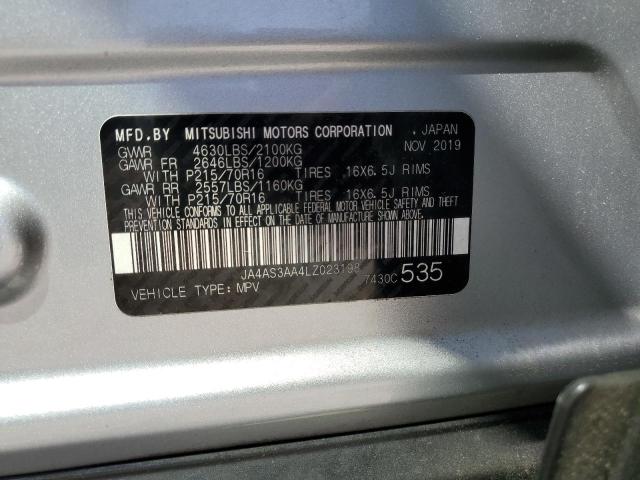 MFD.BY MITSUBISHI MOTORS CORPORATION , JAPAN
GVWR 4630LBS/2100KG NOV 2019
GAWR FR 2646LBS/1200KG
WITH P215/70R16 TIRES 16X6.5J RIMS
GAWR RR 2557LBS/1160KG
WITH P215/70R16 TIRES 16X6.5J RIMS
THIS VEHICLE CONFORMS TO ALL APPLICABLE FEDERAL MOTOR VEHICLE SAFETY AND THEFT
PREVENTION STANDARDS IN EFFECT ON THE DATE OF MANUFACTURE SHOWN ABOVE.
JA4AS3AA4LZ023198
7430C 535
VEHICLE TYPE: MPV